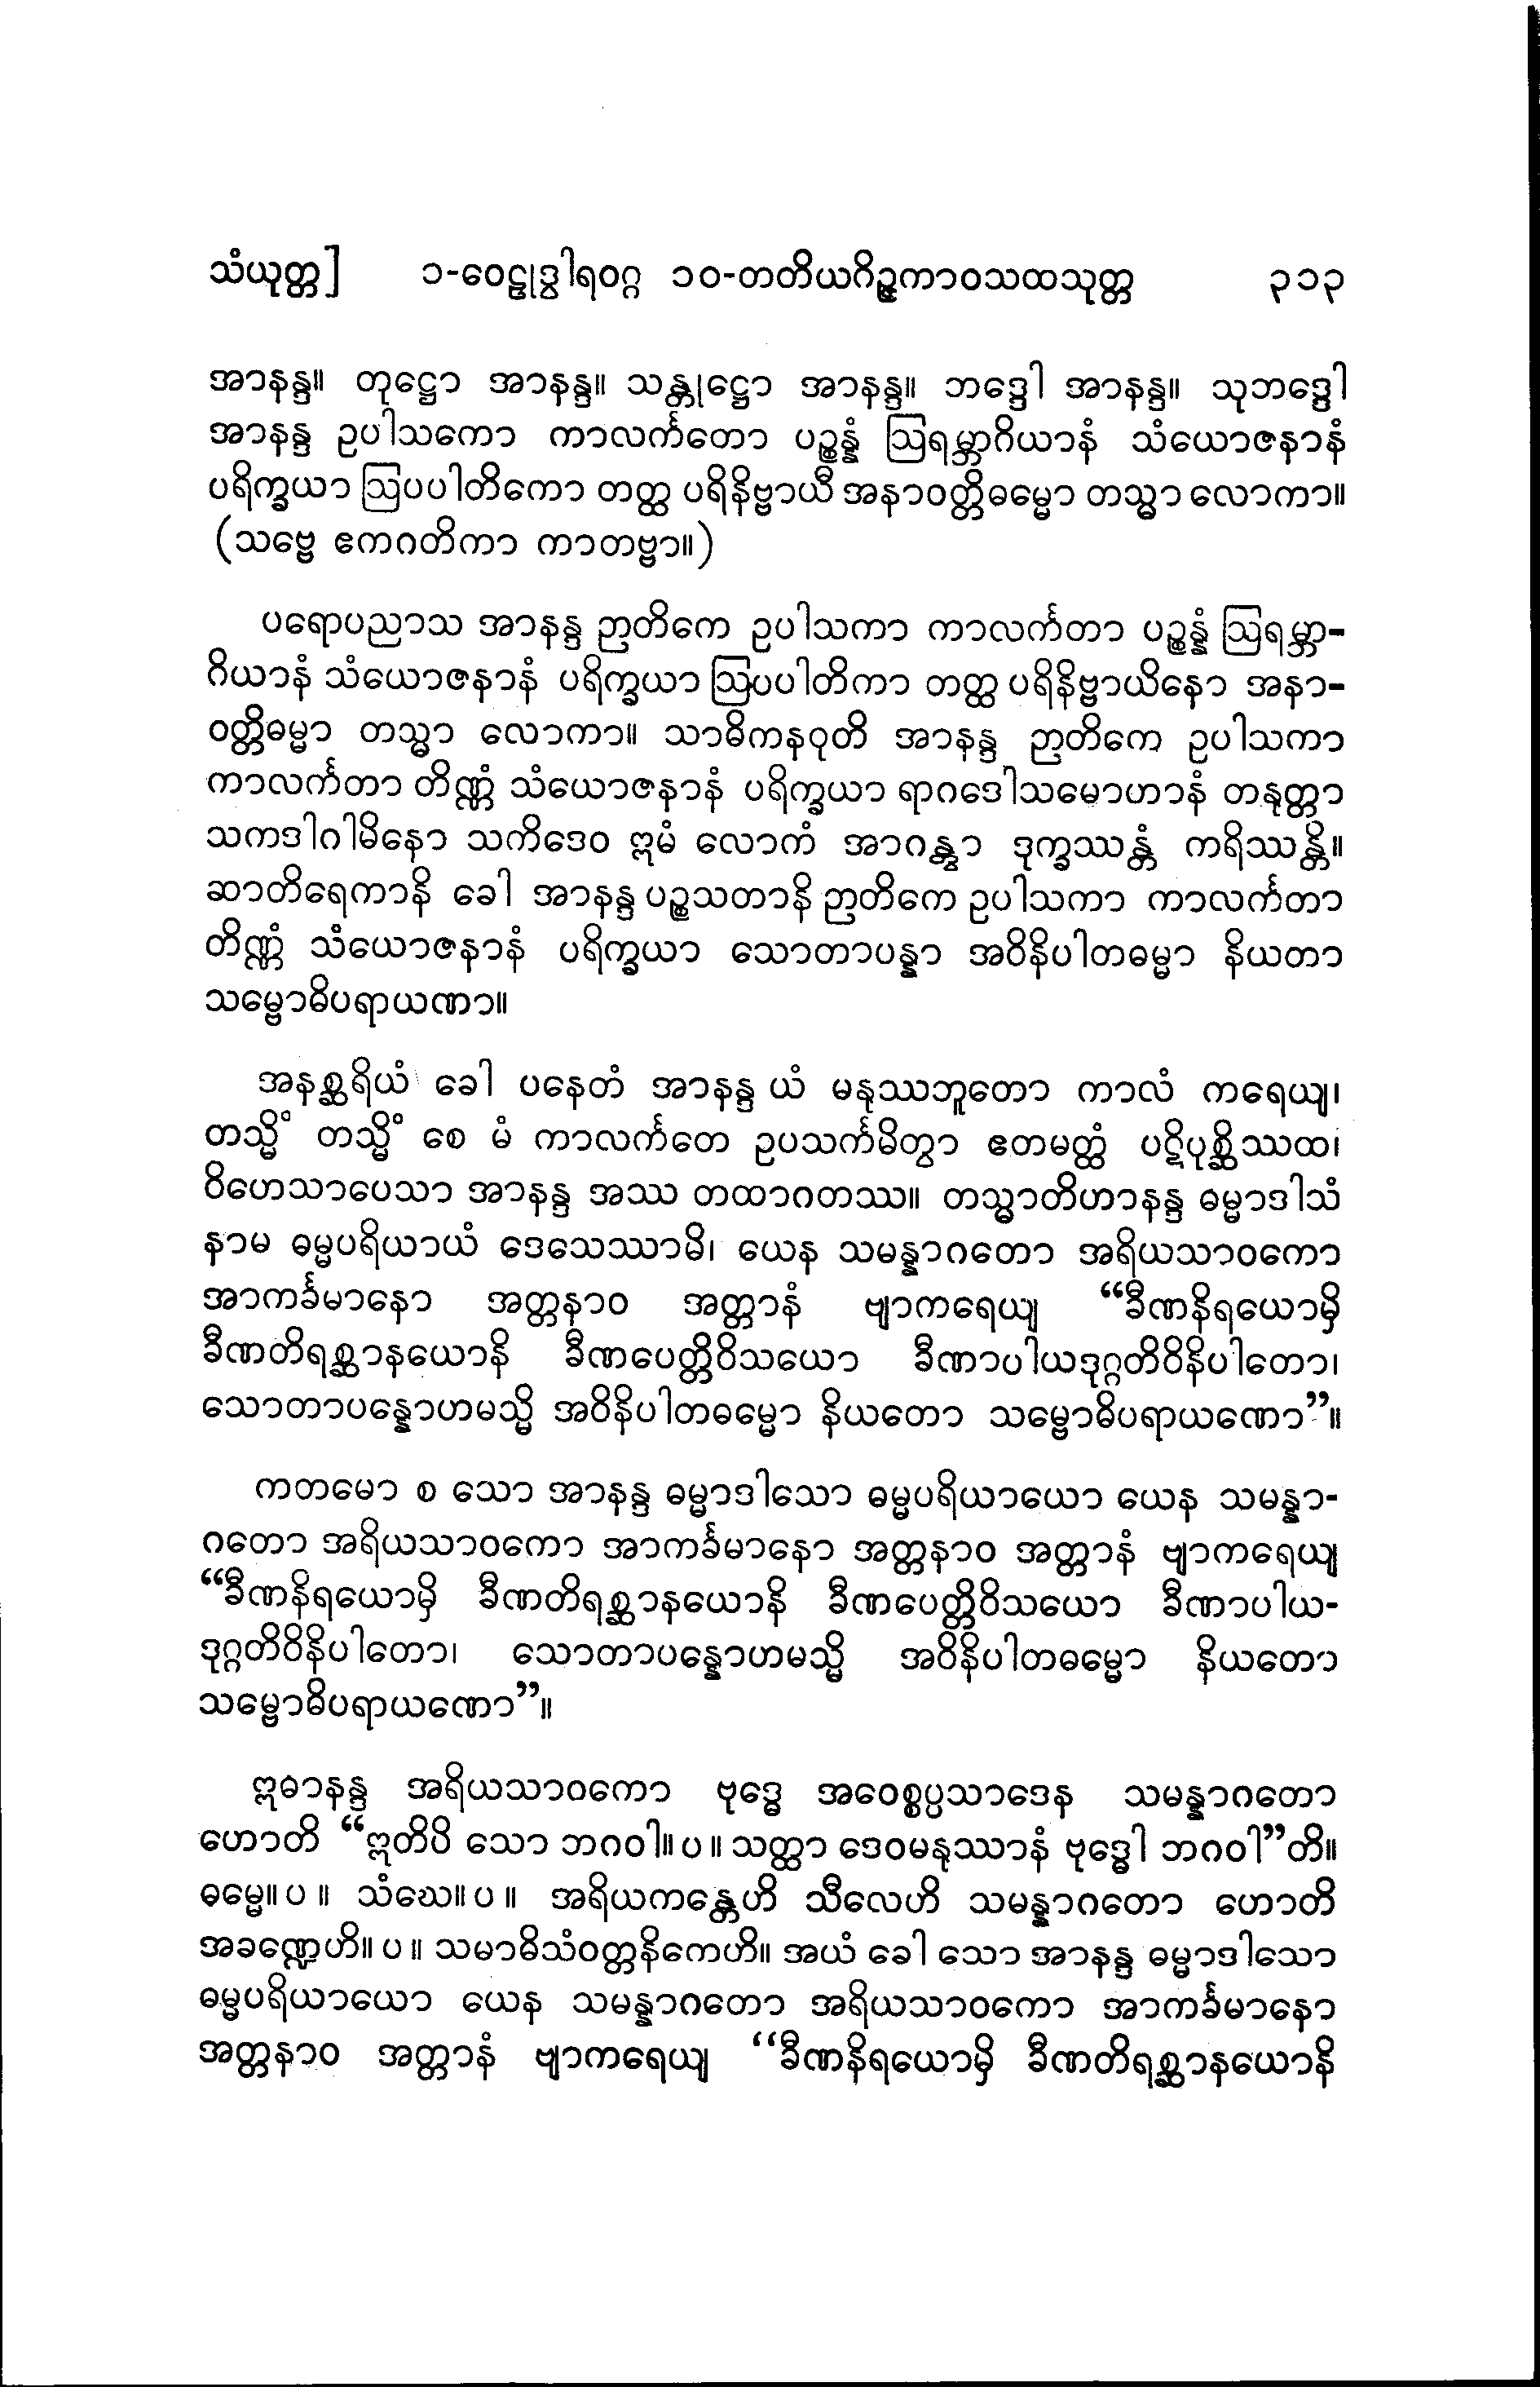 သံယုတ္တ] ၁-ဝေဠုဒွါရဝဂ္ဂ ၁၀-တတိယဂိဉ္ဇကာဝသထသုတ္တ ၃၁၃
အာနန္ဒ။ တုဋ္ဌော အာနန္ဒ။ သန္တုဋ္ဌော အာနန္ဒ။ ဘဒ္ဒေါ အာနန္ဒ။ သုဘဒ္ဒေါ
အာနန္ဒ ဥပါသကော ကာလင်္ကတော ပဉ္စန္နံ ဩရမ္ဘာဂိယာနံ သံယောဇနာနံ
ပရိက္ခယာ ဩပပါတိကော တတ္ထ ပရိနိဗ္ဗာယီ အနာဝတ္တိဓမ္မော တသ္မာ လောကာ။
(သဗ္ဗေ ဧကဂတိကာ ကာတဗ္ဗာ။)
ပရောပညာသ အာနန္ဒ ဉာတိကေ ဥပါသကာ ကာလင်္ကတာ ပဉ္စန္နံ ဩရမ္ဘာ-
ဂိယာနံ သံယောဇနာနံ ပရိက္ခယာ ဩပပါတိကာ တတ္ထ ပရိနိဗ္ဗာယိနော အနာ-
ဝတ္တိဓမ္မာ တသ္မာ လောကာ။ သာဓိကနဝုတိ အာနန္ဒ ဉာတိကေ ဥပါသကာ
ကာလင်္ကတာ တိဏ္ဏံ သံယောဇနာနံ ပရိက္ခယာ ရာဂဒေါသမောဟာနံ တနုတ္တာ
သကဒါဂါမိနော သကိဒေဝ ဣမံ လောကံ အာဂန္တွာ ဒုက္ခဿန္တံ ကရိဿန္တိ။
ဆာတိရေကာနိ ခေါ အာနန္ဒ ပဉ္စသတာနိ ဉာတိကေ ဥပါသကာ ကာလင်္ကတာ
တိဏ္ဏံ သံယောဇနာနံ ပရိက္ခယာ သောတာပန္နာ အဝိနိပါတဓမ္မာ နိယတာ
သမ္ဗောဓိပရာယဏာ။
အနစ္ဆရိယံ ခေါ ပနေတံ အာနန္ဒ ယံ မနုဿဘူတော ကာလံ ကရေယျ၊
တသ္မိံ တသ္မိံ စေ မံ ကာလင်္ကတေ ဥပသင်္ကမိတွာ ဧတမတ္ထံ ပဋိပုစ္ဆိဿထ၊
ဝိဟေသာပေသာ အာနန္ဒ အဿ တထာဂတဿ။ တသ္မာတိဟာနန္ဒ ဓမ္မာဒါသံ
နာမ ဓမ္မပရိယာယံ ဒေသေဿာမိ၊ ယေန သမန္နာဂတော အရိယသာဝကော
အာကင်္ခမာနော အတ္တနာဝ အတ္တာနံ ဗျာကရေယျ “ခီဏနိရယောမှိ
ခီဏတိရစ္ဆာနယောနိ ခီဏပေတ္တိဝိသယော ခီဏာပါယဒုဂ္ဂတိဝိနိပါတော၊
သောတာပန္နောဟမသ္မိ အဝိနိပါတဓမ္မော နိယတော သမ္ဗောဓိပရာယဏော”။
ကတမော စ သော အာနန္ဒ ဓမ္မာဒါသော ဓမ္မပရိယာယော ယေန သမန္နာ-
ဂတော အရိယသာဝကော အာကင်္ခမာနော အတ္တနာဝ အတ္တာနံ ဗျာကရေယျ
“ခီဏနိရယောမှိ ခီဏတိရစ္ဆာနယောနိ ခီဏပေတ္တိဝိသယော ခီဏာပါယ-
ဒုဂ္ဂတိဝိနိပါတော၊ သောတာပန္နောဟမသ္မိ အဝိနိပါတဓမ္မော နိယတော
သမ္ဗောဓိပရာယဏော”။
ဣဓာနန္ဒ အရိယသာဝကော ဗုဒ္ဓေ အဝေစ္စပ္ပသာဒေန သမန္နာဂတော
ဟောတိ “ဣတိပိ သော ဘဂဝါ။ ပ ။ သတ္ထာ ဒေဝမနုဿာနံ ဗုဒ္ဓေါ ဘဂဝါ”တိ။
ဓမ္မေ။ ပ ။ သံဃေ။ ပ ။ အရိယကန္တေဟိ သီလေဟိ သမန္နာဂတော ဟောတိ
အခဏ္ဍေဟိ။ ပ ။ သမာဓိသံဝတ္တနိကေဟိ။ အယံ ခေါ သော အာနန္ဒ ဓမ္မာဒါသော
ဓမ္မပရိယာယော ယေန သမန္နာဂတော အရိယသာဝကော အာကင်္ခမာနော
အတ္တနာဝ အတ္တာနံ ဗျာကရေယျ “ခီဏနိရယောမှိ ခီဏတိရစ္ဆာနယောနိ